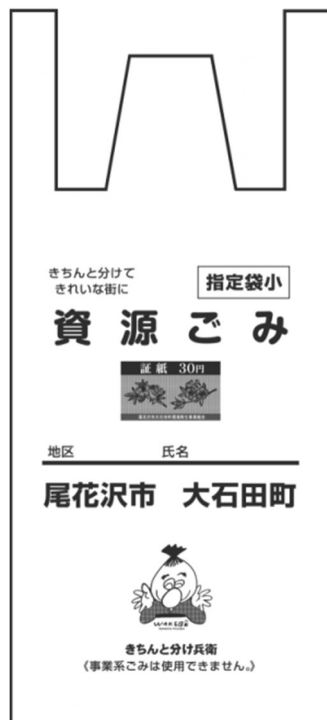 きちんと分けて
きれいな街に
指定袋小
資源ごみ
証紙 30円
地区 氏名
尾花沢市 大石田町
きちんと分け兵衛
《事業系ごみは使用できません。》